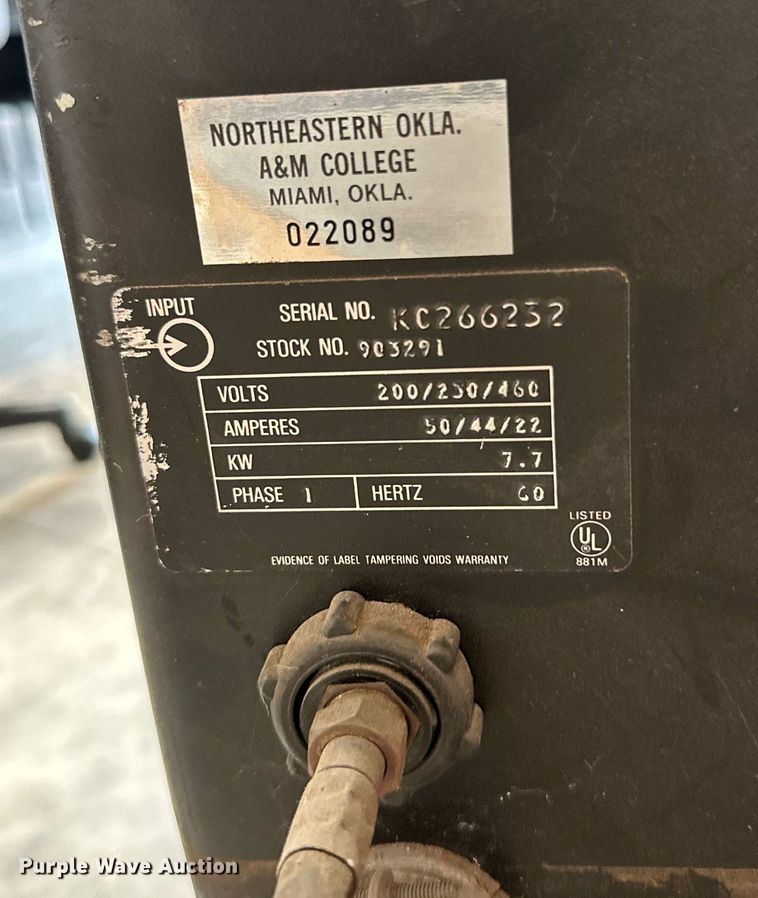 NORTHEASTERN OKLA.
A&M COLLEGE
MIAMI, OKLA.
022089
INPUT
SERIAL NO. KC266232
STOCK NO. 903291
VOLTS 200/230/460
AMPERES 50/44/22
KW 7.7
PHASE 1 HERTZ 60
LISTED
UL
®
881M
EVIDENCE OF LABEL TAMPERING VOIDS WARRANTY
Purple Wave Auction